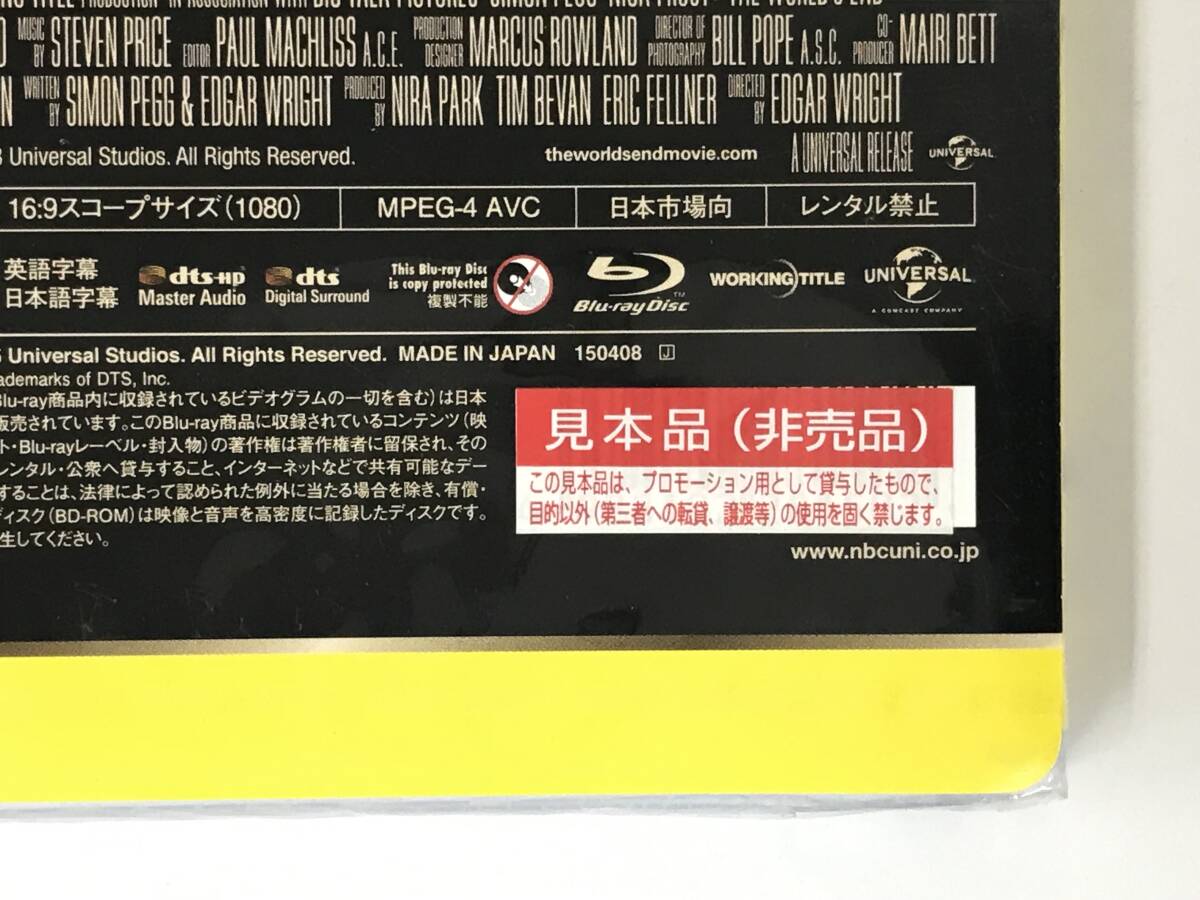 PRODUCTION IN ASSOCIATION WITH BIG TALK PICTURES SIMON PEGG NICK FROST "THE WORLD'S END"
MUSIC BY STEVEN PRICE EDITOR PAUL MACHLISS A.C.E. PRODUCTION DESIGNER MARCUS ROWLAND DIRECTOR OF PHOTOGRAPHY BILL POPE A.S.C. CO-PRODUCER MAIRI BETT
WRITTEN BY SIMON PEGG & EDGAR WRIGHT PRODUCED BY NIRA PARK TIM BEVAN ERIC FELLNER DIRECTED BY EDGAR WRIGHT
3 Universal Studios. All Rights Reserved. theworldsendmovie.com A UNIVERSAL RELEASE UNIVERSAL
16:9スコープサイズ(1080) MPEG-4 AVC 日本市場向 レンタル禁止
英語字幕
日本語字幕
dts-HD
Master Audio
dts
Digital Surround
This Blu-ray Disc
is copy protected
複製不能
Blu-ray Disc™
WORKING TITLE
UNIVERSAL
A COMCAST COMPANY
Universal Studios. All Rights Reserved. MADE IN JAPAN 150408 J
ademarks of DTS, Inc.
Blu-ray商品内に収録されているビデオグラムの一切を含む)は日本
販売されています。このBlu-ray商品に収録されているコンテンツ(映
ト・Blu-rayレーベル・封入物)の著作権は著作権者に留保され、その
レンタル・公衆へ貸与すること、インターネットなどで共有可能なデー
することは、法律によって認められた例外に当たる場合を除き、有償・
ディスク(BD-ROM)は映像と音声を高密度に記録したディスクです。
生してください。
見本品(非売品)
この見本品は、プロモーション用として貸与したもので、
目的以外(第三者への転貸、譲渡等)の使用を固く禁じます。
www.nbcuni.co.jp